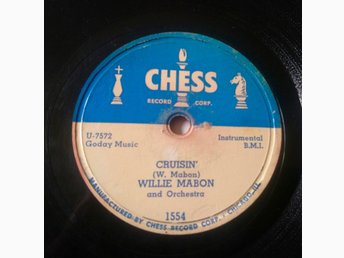 CHESS
RECORD CORP.
U-7572
Goday Music
Instrumental
B.M.I.
CRUISIN'
(W. Mabon)
WILLIE MABON
and Orchestra
1554
MANUFACTURED BY CHESS RECORD CORP., CHICAGO, ILL.